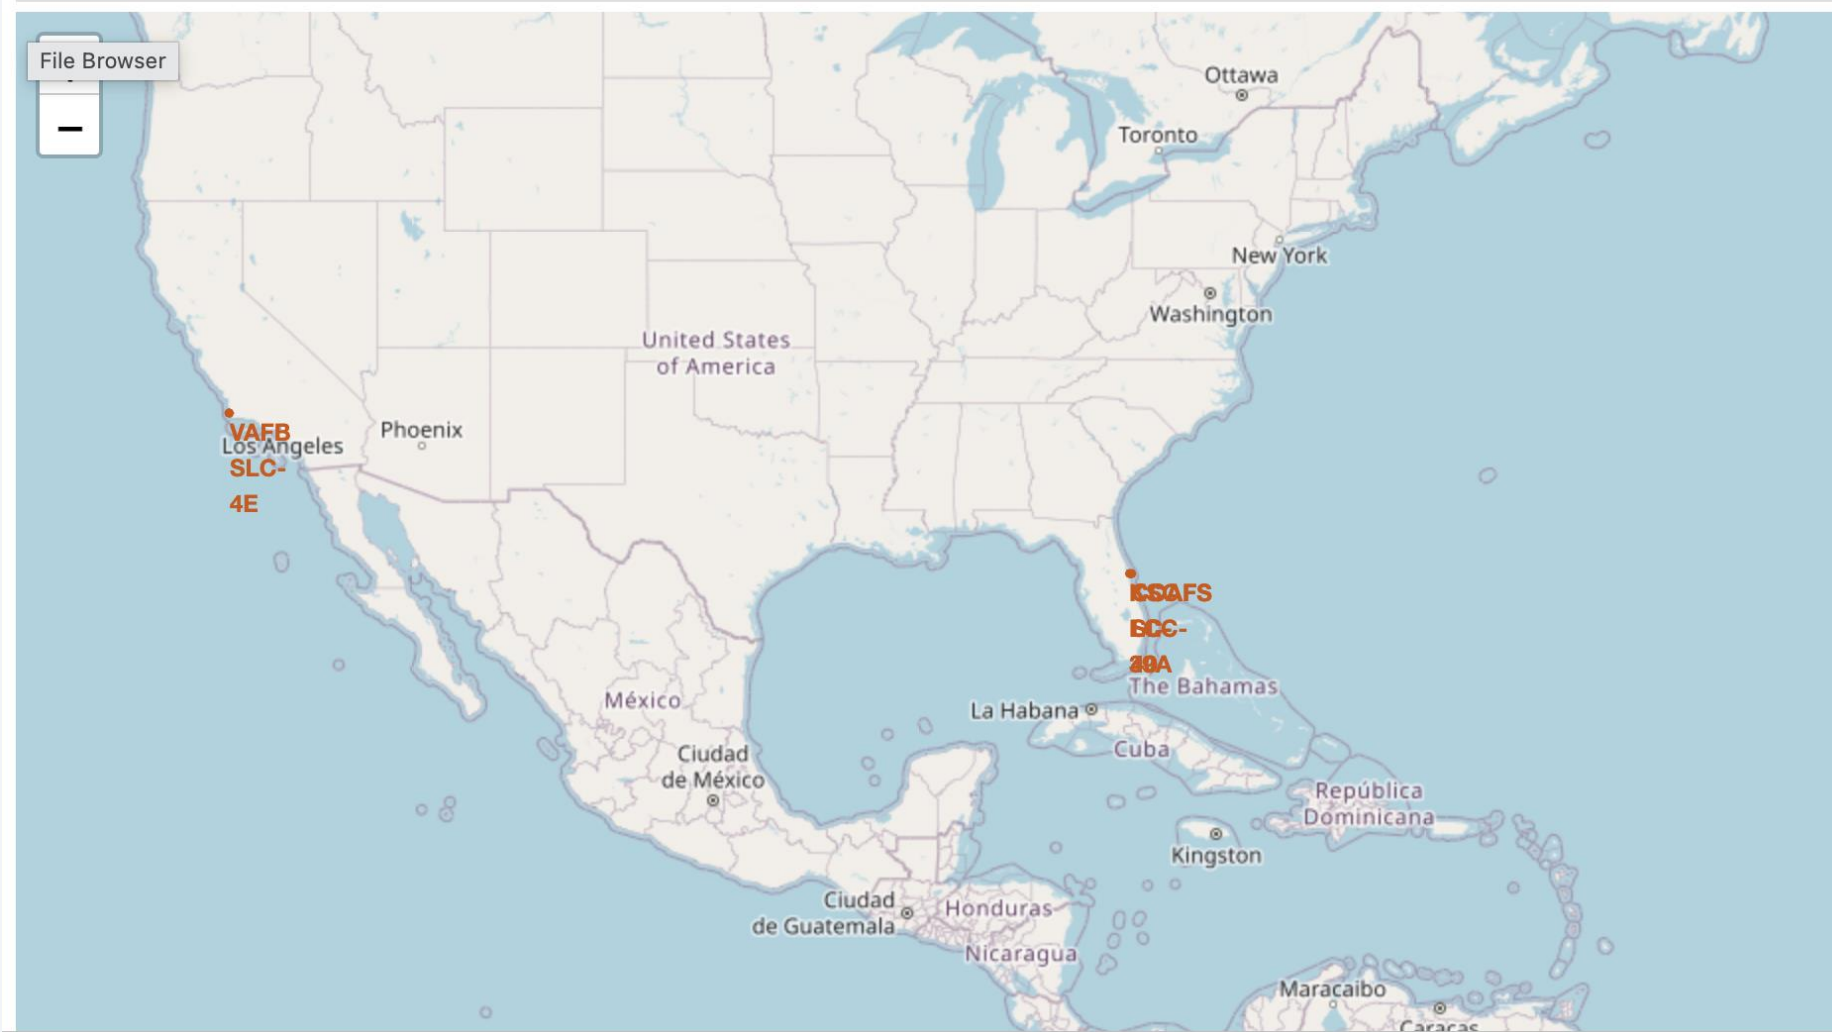 File Browser
−
Ottawa
Toronto
New York
Washington
United States
of America
Phoenix
VAFB
Los Angeles
SLC-
4E
México
La Habana
The Bahamas
Cuba
Ciudad
de México
República
Dominicana
Kingston
Ciudad
de Guatemala
Honduras
Nicaragua
Maracaibo
Caracas